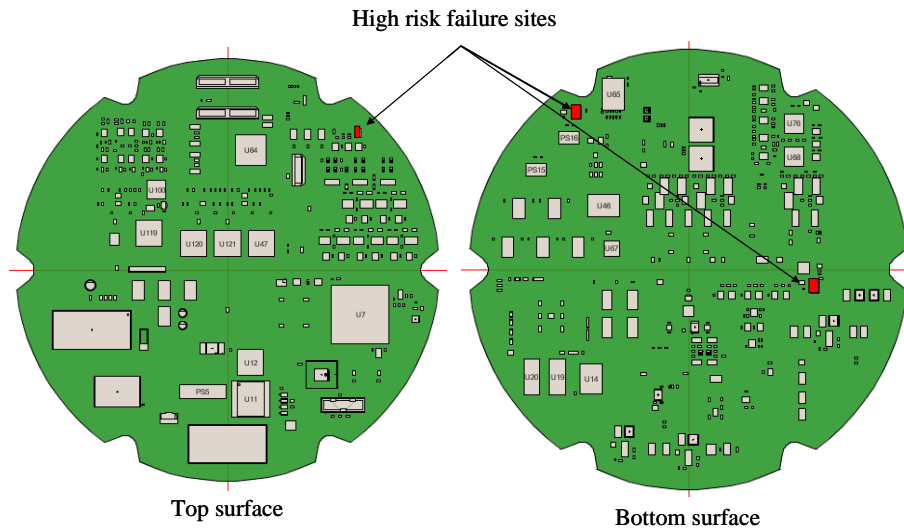 High risk failure sites
U65
U76
PS16
U64
U68
PS15
U100
U46
U119
U120
U121
U47
U67
U7
U12
U20
U19
U14
PS5
U11
Top surface
Bottom surface